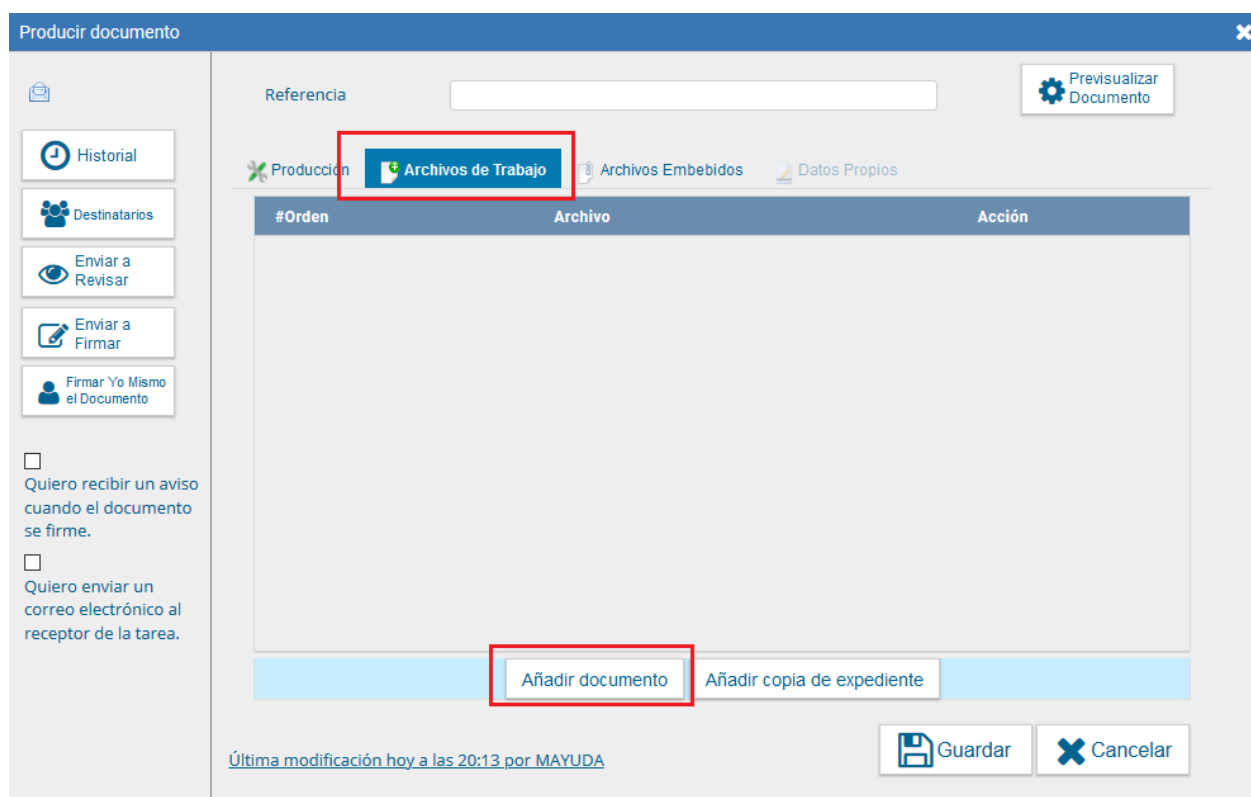 Producir documento
Referencia
Previsualizar
Documento
Historial
Destinatarios
Enviar a
Revisar
Enviar a
Firmar
Firmar Yo Mismo
el Documento
Quiero recibir un aviso
cuando el documento
se firme.
Quiero enviar un
correo electrónico al
receptor de la tarea.
Producción Archivos de Trabajo Archivos Embebidos Datos Propios
#Orden Archivo Acción
Añadir documento Añadir copia de expediente
Última modificación hoy a las 20:13 por MAYUDA
Guardar Cancelar